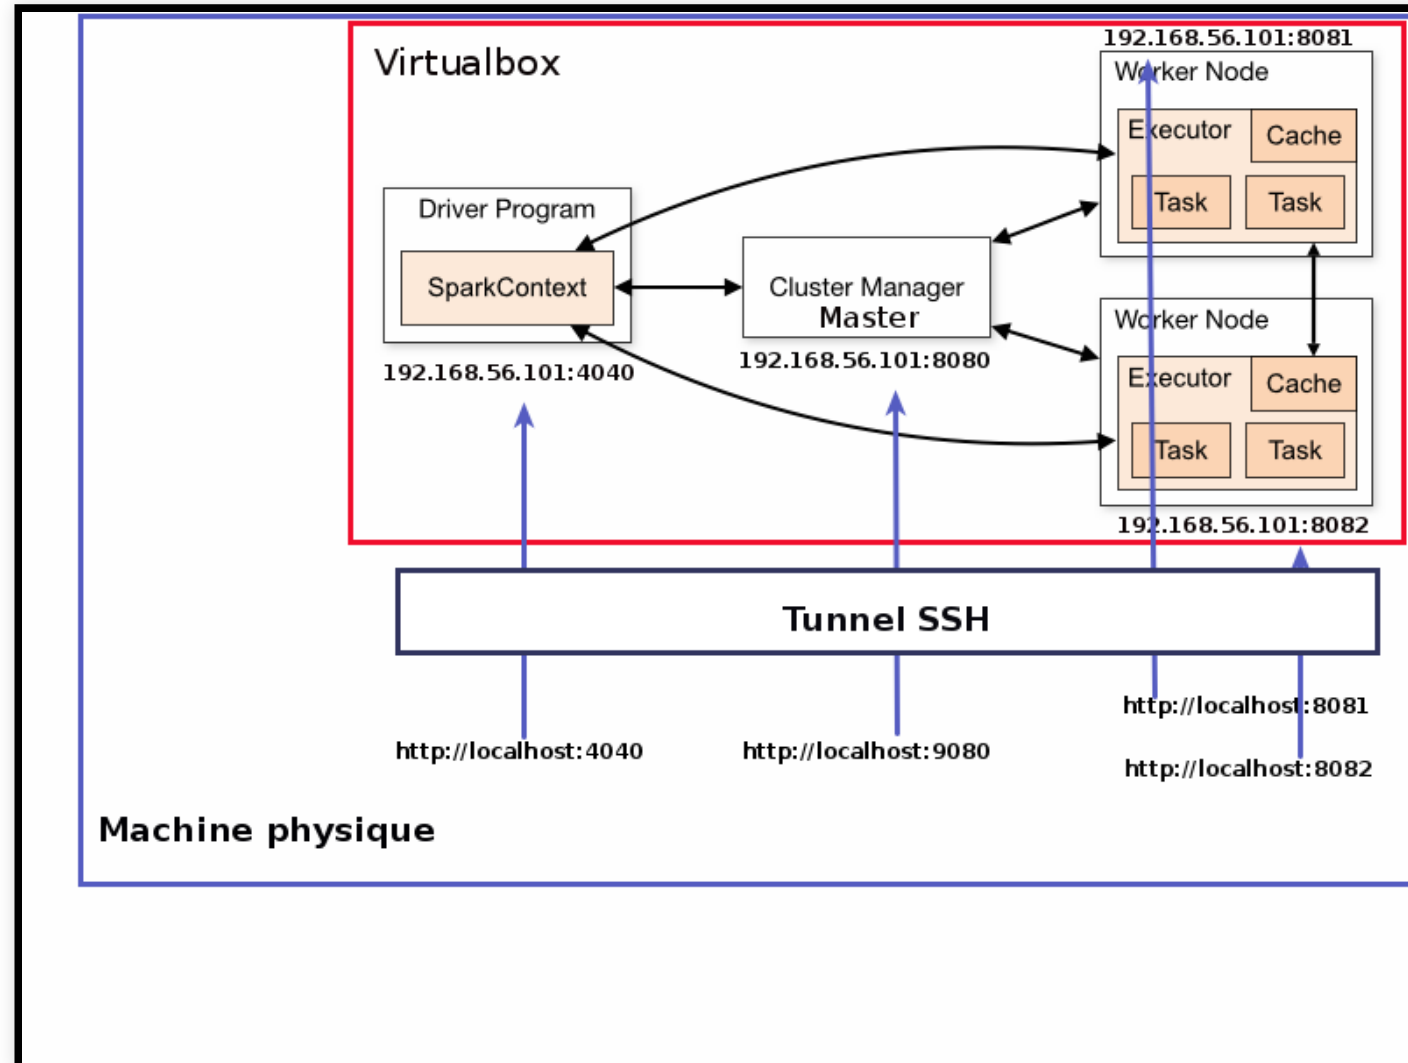 Virtualbox
192.168.56.101:8081
Worker Node
Executor
Cache
Task
Task
Driver Program
SparkContext
192.168.56.101:4040
Cluster Manager
Master
192.168.56.101:8080
Worker Node
Executor
Cache
Task
Task
192.168.56.101:8082
Tunnel SSH
http://localhost:4040
http://localhost:9080
http://localhost:8081
http://localhost:8082
Machine physique